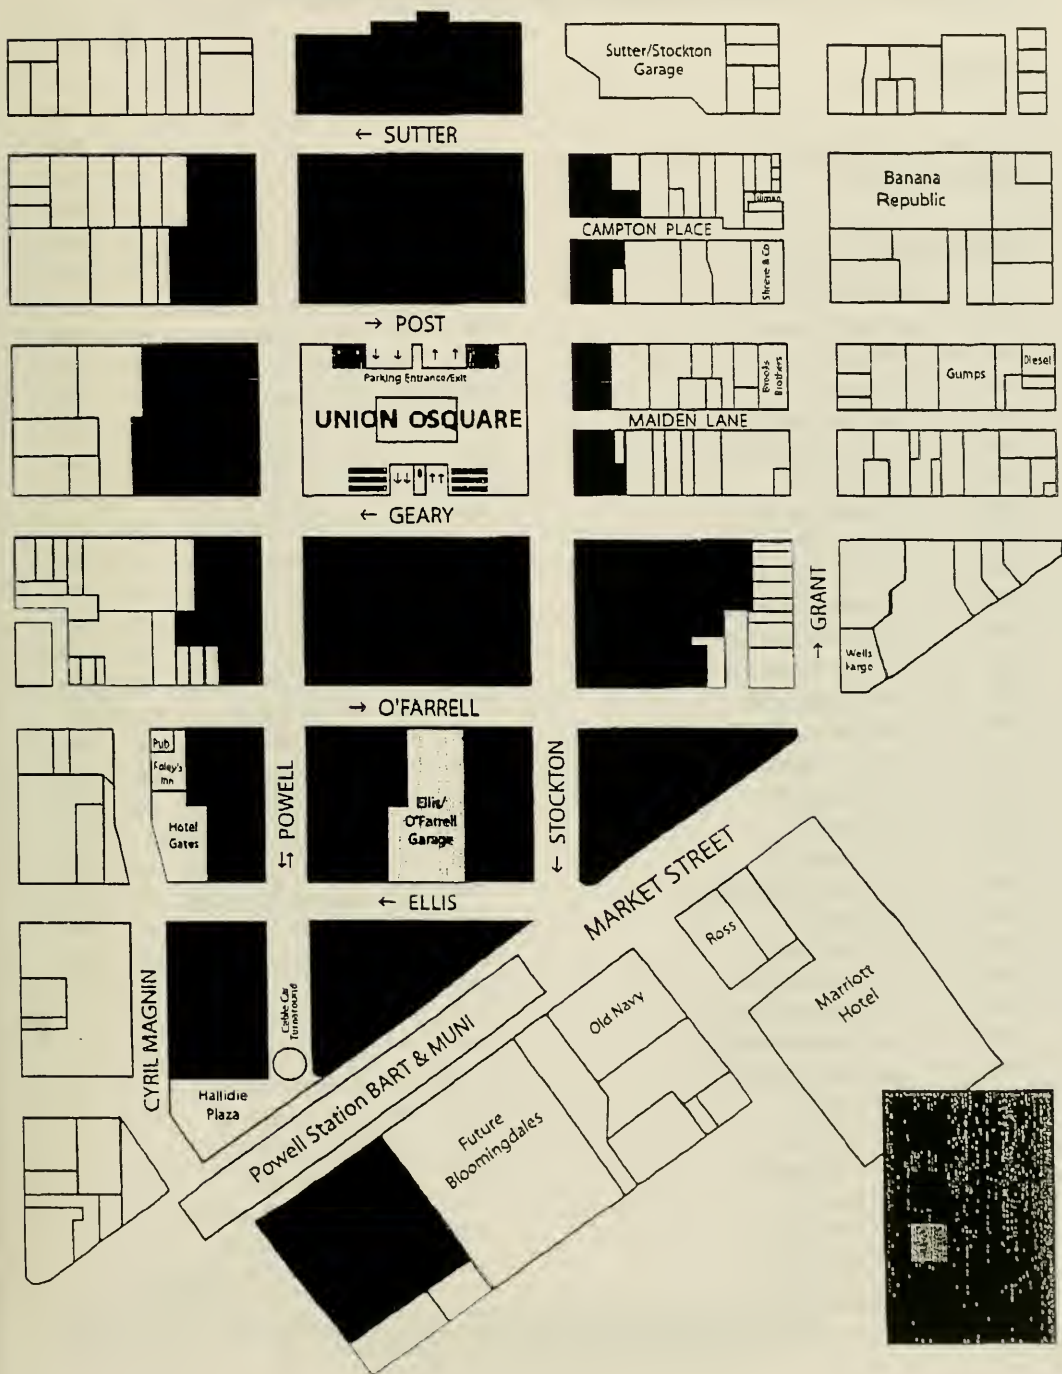 Sutter/Stockton
Garage
← SUTTER
Banana
Republic
CAMPTON PLACE
Shreve & Co
→ POST
↓ ↓ ↑ ↑
Parking Entrance/Exit
UNION OSQUARE
↓↓ ↑↑
Brooks
Brothers
Gumps
Diesel
MAIDEN LANE
← GEARY
→ GRANT
Wells
Fargo
→ O'FARRELL
Pub
Foley's
Inn
Hotel
Gates
↓↑ POWELL
Ellis/
O'Farrell
Garage
← STOCKTON
← ELLIS
MARKET STREET
Ross
Marriott
Hotel
Old Navy
CYRIL MAGNIN
Cable Car
Turnaround
Hallidie
Plaza
Powell Station BART & MUNI
Future
Bloomingdales